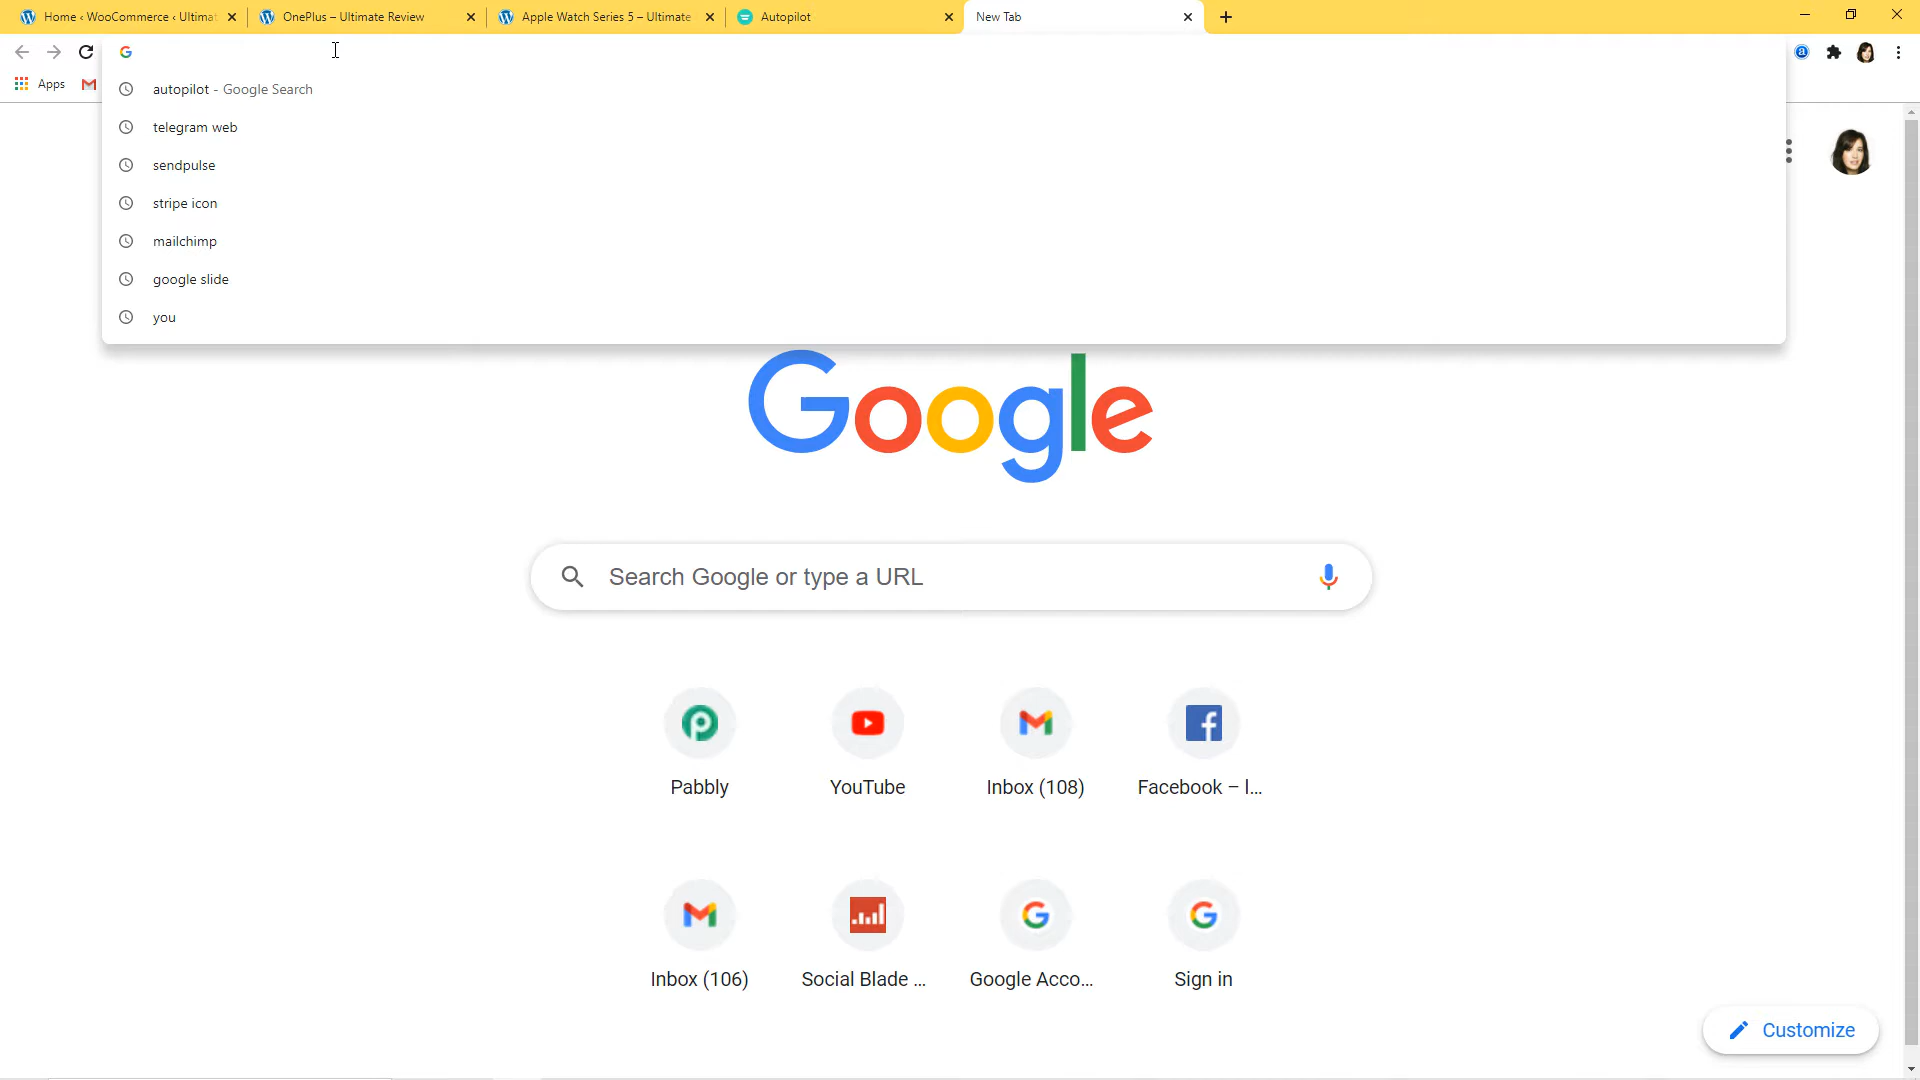 Home ‹ WooCommerce ‹ Ultimat
OnePlus – Ultimate Review
Apple Watch Series 5 – Ultimate
Autopilot
New Tab
Apps
autopilot - Google Search
telegram web
sendpulse
stripe icon
mailchimp
google slide
you
Google
Search Google or type a URL
Pabbly
YouTube
Inbox (108)
Facebook – l...
Inbox (106)
Social Blade ...
Google Acco...
Sign in
Customize